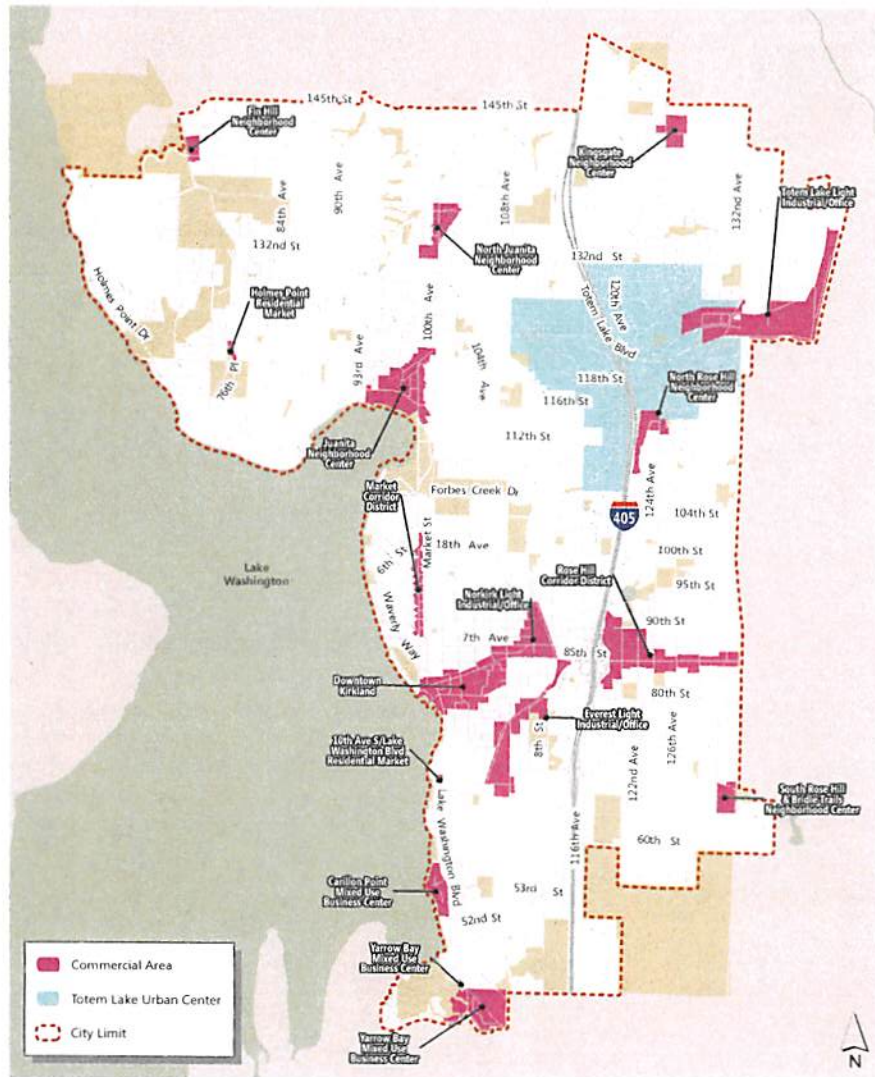 145th St
145th St
Fin Hill
Neighborhood
Center
Kingsgate
Neighborhood
Center
84th Ave
90th Ave
108th Ave
132nd Ave
Totem Lake Light
Industrial/Office
132nd St
North Juanita
Neighborhood
Center
132nd St
120th Ave
Totem Lake Blvd
Holmes Point Dr
Holmes Point
Residential
Market
100th Ave
76th Pl
93rd Ave
104th Ave
118th St
North Rose Hill
Neighborhood
Center
116th St
112th St
Juanita
Neighborhood
Center
124th Ave
Market
Corridor
District
Forbes Creek Dr
405
104th St
Market St
18th Ave
6th St
100th St
Lake
Washington
Rose Hill
Corridor District
95th St
Norkirk Light
Industrial/Office
90th St
Waverly Way
7th Ave
85th St
Downtown
Kirkland
80th St
Everest Light
Industrial/Office
8th St
126th Ave
122nd Ave
10th Ave S/Lake
Washington Blvd
Residential Market
South Rose Hill
& Bridle Trails
Neighborhood Center
Lake Washington Blvd
116th Ave
60th St
Carillon Point
Mixed Use
Business Center
53rd St
52nd St
Yarrow Bay
Mixed Use
Business Center
Commercial Area
Totem Lake Urban Center
City Limit
Yarrow Bay
Mixed Use
Business Center
N